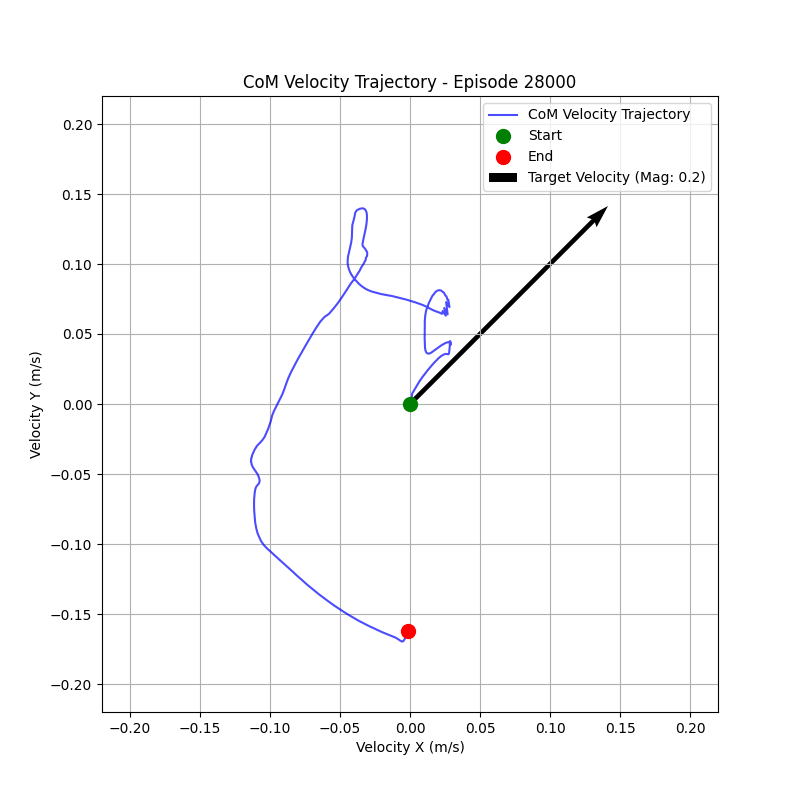 CoM Velocity Trajectory - Episode 28000
CoM Velocity Trajectory
Start
End
Target Velocity (Mag: 0.2)
0.20
0.15
0.10
0.05
0.00
−0.05
−0.10
−0.15
−0.20
Velocity Y (m/s)
−0.20 −0.15 −0.10 −0.05 0.00 0.05 0.10 0.15 0.20
Velocity X (m/s)